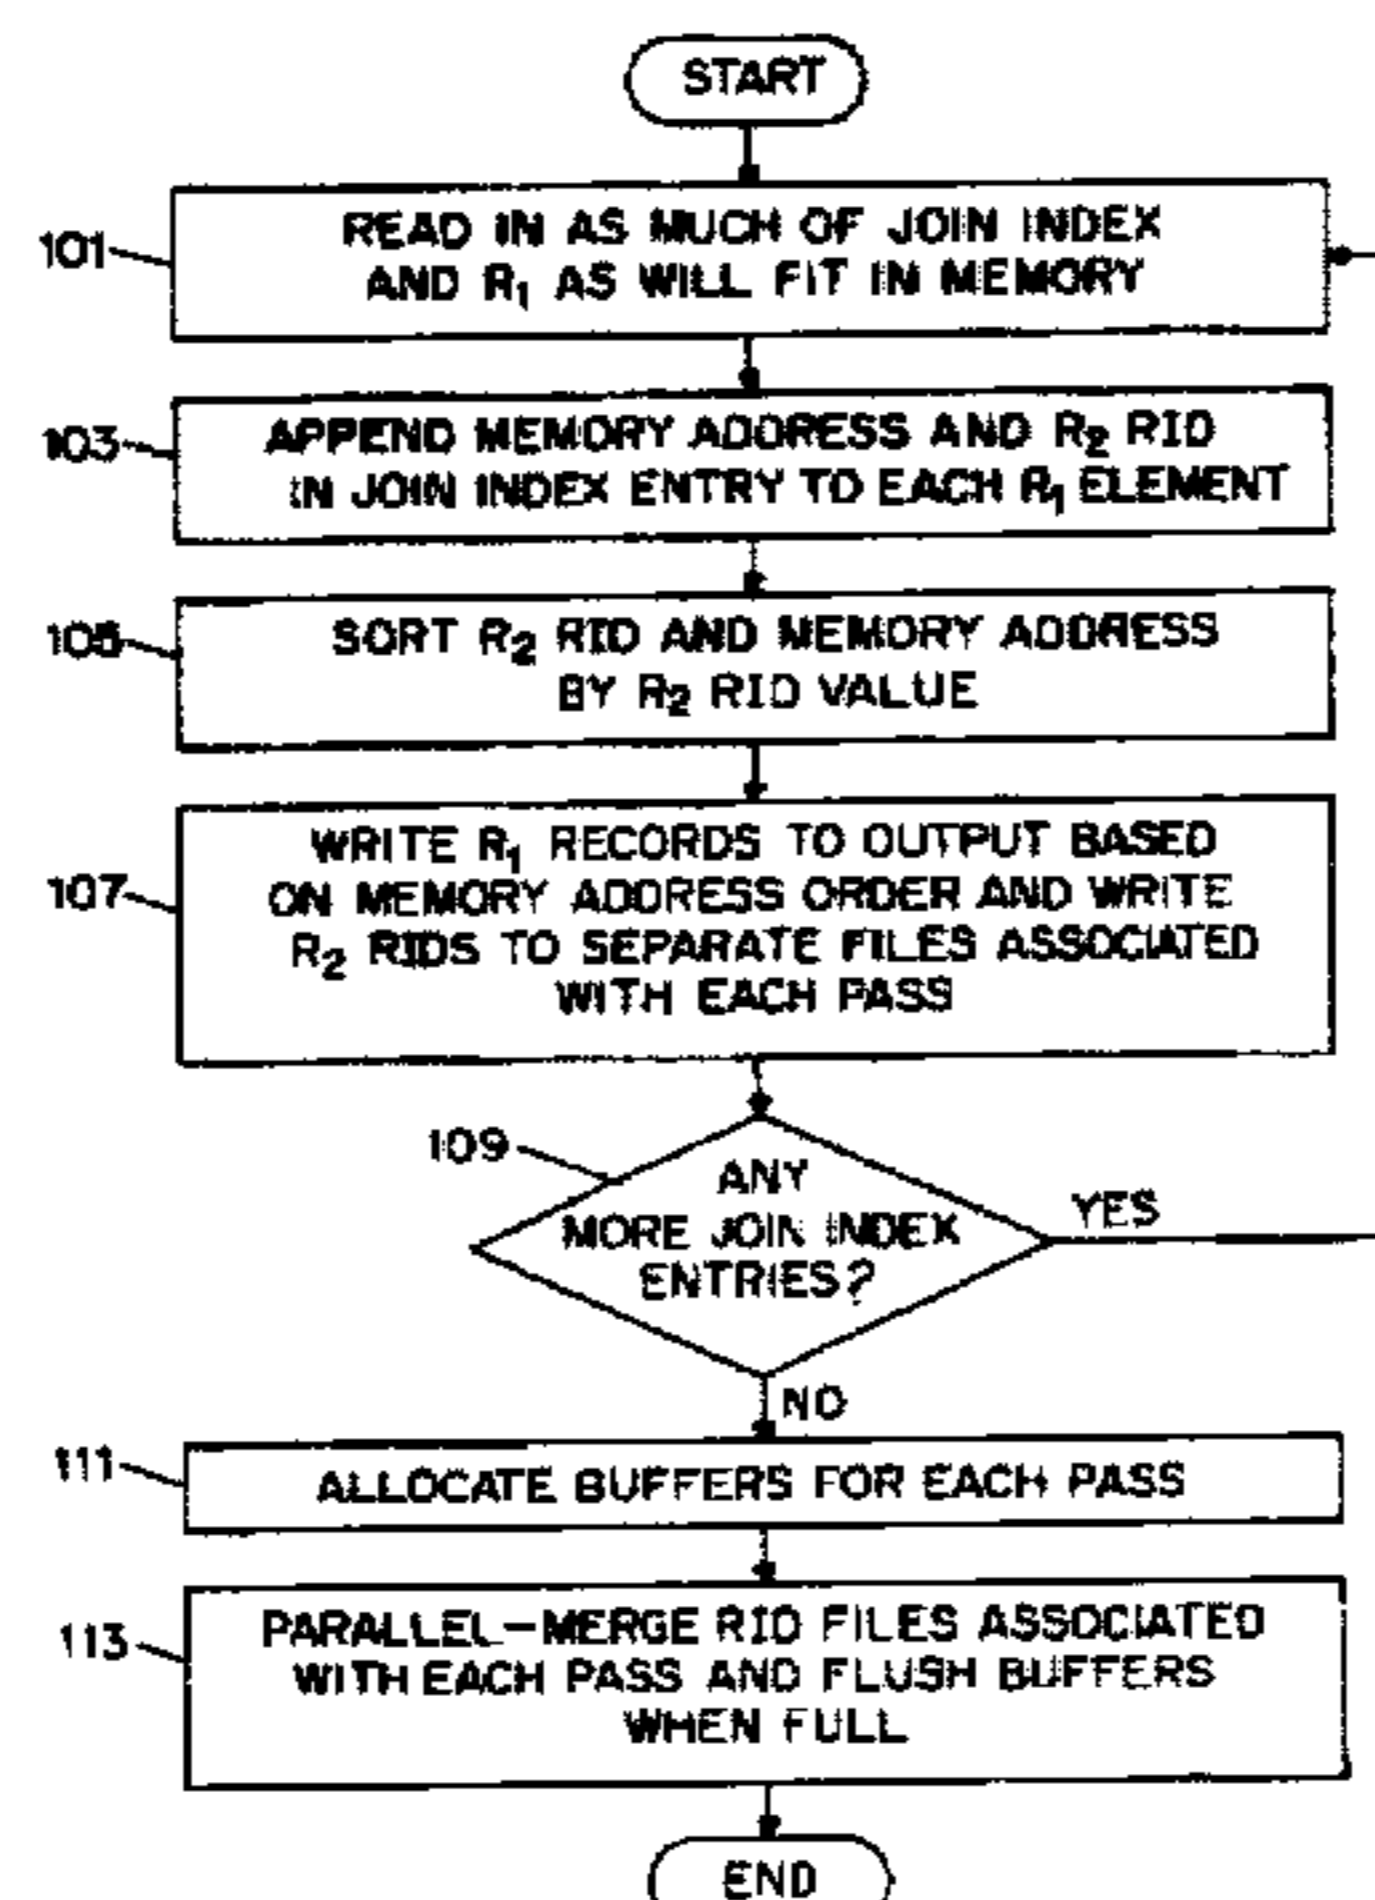 START
101
READ IN AS MUCH OF JOIN INDEX
AND R₁ AS WILL FIT IN MEMORY
103
APPEND MEMORY ADDRESS AND R₂ RID
IN JOIN INDEX ENTRY TO EACH R₁ ELEMENT
105
SORT R₂ RID AND MEMORY ADDRESS
BY R₂ RID VALUE
107
WRITE R₁ RECORDS TO OUTPUT BASED
ON MEMORY ADDRESS ORDER AND WRITE
R₂ RIDS TO SEPARATE FILES ASSOCIATED
WITH EACH PASS
109
ANY
MORE JOIN INDEX
ENTRIES?
YES
NO
111
ALLOCATE BUFFERS FOR EACH PASS
113
PARALLEL-MERGE RID FILES ASSOCIATED
WITH EACH PASS AND FLUSH BUFFERS
WHEN FULL
END